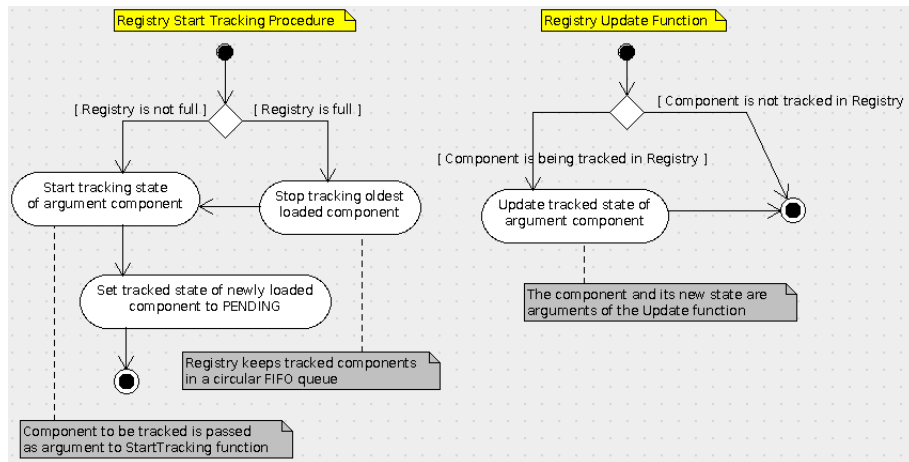 Registry Start Tracking Procedure
[ Registry is not full ]
[ Registry is full ]
Start tracking state
of argument component
Stop tracking oldest
loaded component
Set tracked state of newly loaded
component to PENDING
Registry keeps tracked components
in a circular FIFO queue
Component to be tracked is passed
as argument to StartTracking function
Registry Update Function
[ Component is not tracked in Registry
[ Component is being tracked in Registry ]
Update tracked state of
argument component
The component and its new state are
arguments of the Update function